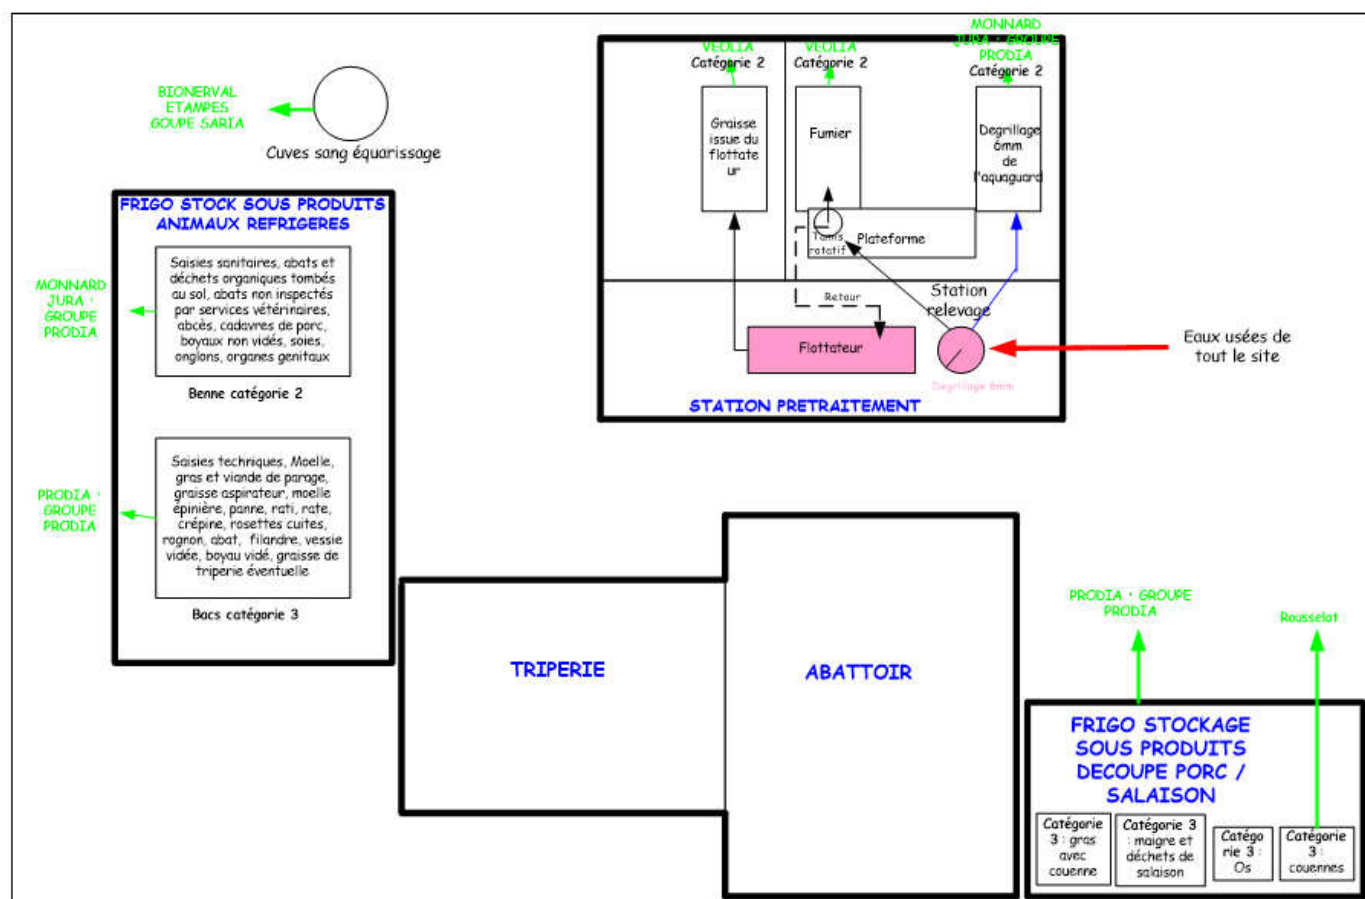 BIONERVAL
ETAMPES
GOUPE SARIA
Cuves sang équarissage
FRIGO STOCK SOUS PRODUITS
ANIMAUX REFRIGERES
Saisies sanitaires, abats et
déchets organiques tombés
au sol, abats non inspectés
par services vétérinaires,
abcès, cadavres de porc,
boyaux non vidés, soies,
onglons, organes genitaux
Benne catégorie 2
MONNARD
JURA - GROUPE
PRODIA
Saisies techniques, Moelle,
gras et viande de parage,
graisse aspirateur, moelle
épinière, panne, rati, rate,
crépine, rosettes cuites,
rognon, abat, filandre, vessie
vidée, boyau vidé, graisse de
triperie éventuelle
Bacs catégorie 3
PRODIA -
GROUPE
PRODIA
VEOLIA
Catégorie 2
Graisse
issue du
flottate
ur
VEOLIA
Catégorie 2
Fumier
MONNARD
JURA - GROUPE
PRODIA
Catégorie 2
Degrillage
6mm
de
l'aquaguard
Tamis
rotatif
Plateforme
Retour
Station
relevage
Flottateur
Degrillage 6mm
STATION PRETRAITEMENT
Eaux usées de
tout le site
TRIPERIE
ABATTOIR
PRODIA - GROUPE
PRODIA
Rousselot
FRIGO STOCKAGE
SOUS PRODUITS
DECOUPE PORC /
SALAISON
Catégorie
3 : gras
avec
couenne
Catégorie 3
: maigre et
déchets de
salaison
Catégo
rie 3 :
Os
Catégorie
3 :
couennes